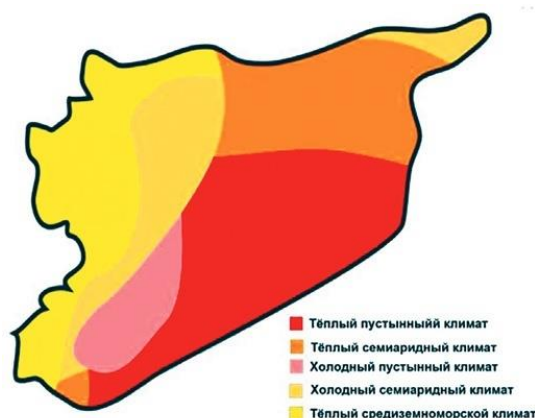 Тёплый пустынныйй климат
Тёплый семиаридный климат
Холодный пустынный климат
Холодный семиаридный климат
Тёплый средиземноморской климат